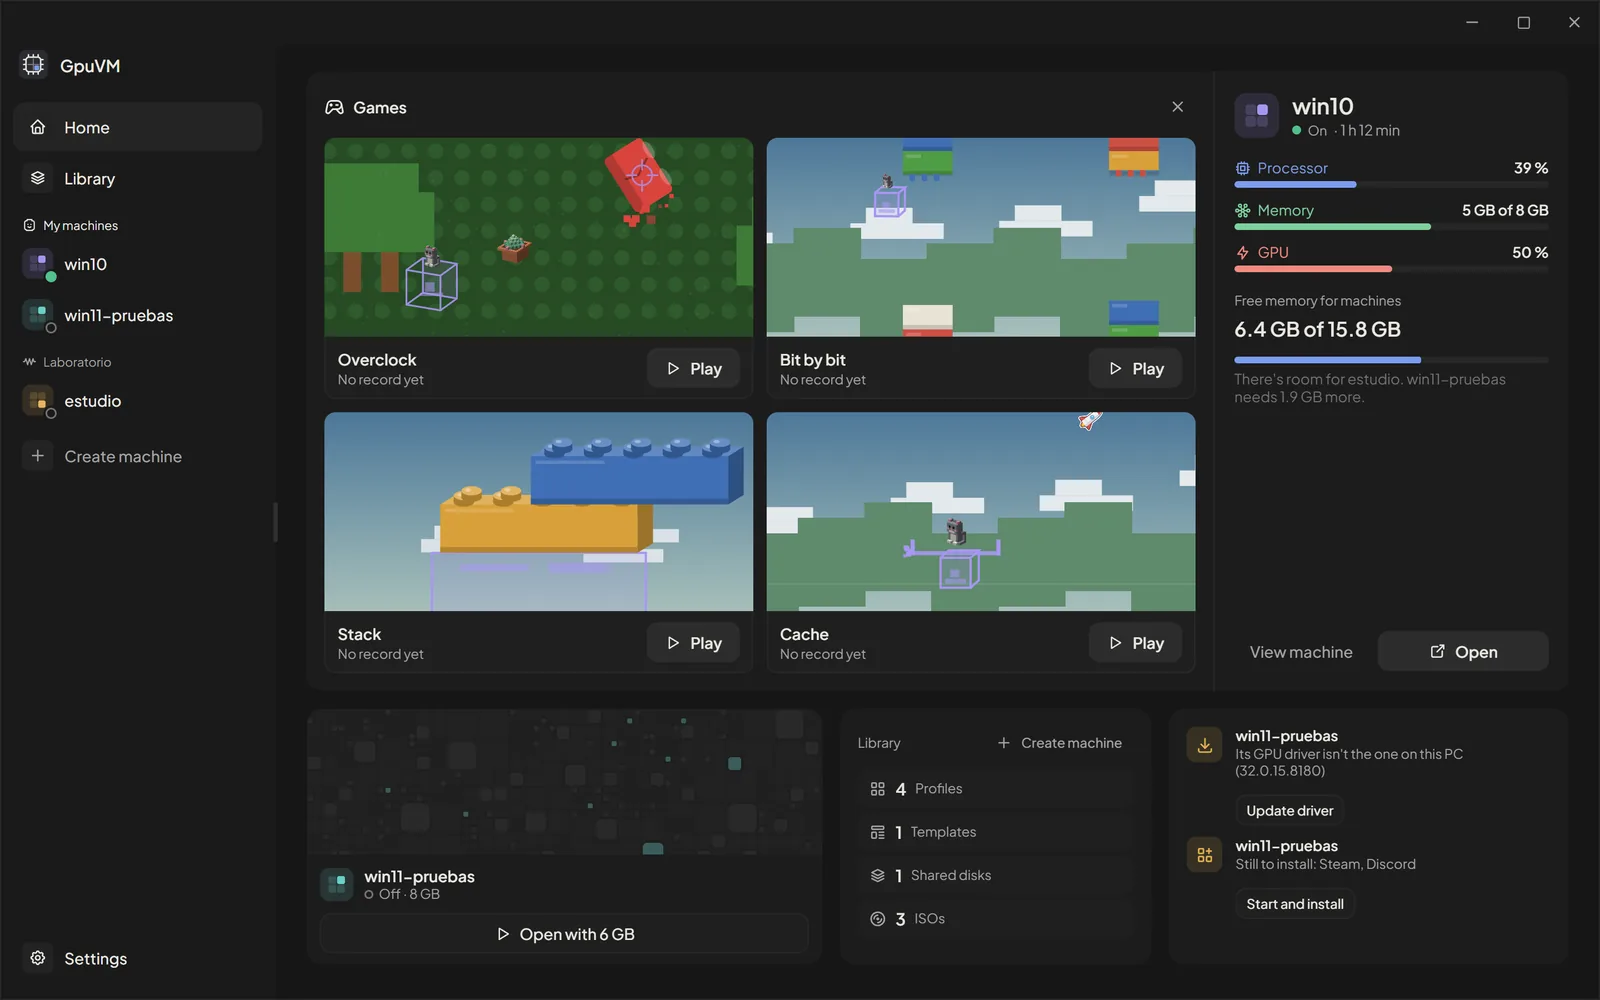 GpuVM
Home
Library
My machines
win10
win11-pruebas
Laboratorio
estudio
Create machine
Settings
Games
Overclock
No record yet
Play
Bit by bit
No record yet
Play
Stack
No record yet
Play
Cache
No record yet
Play
win10
On · 1 h 12 min
Processor 39 %
Memory 5 GB of 8 GB
GPU 50 %
Free memory for machines
6.4 GB of 15.8 GB
There's room for estudio. win11-pruebas
needs 1.9 GB more.
View machine
Open
win11-pruebas
Off · 8 GB
Open with 6 GB
Library
Create machine
4 Profiles
1 Templates
1 Shared disks
3 ISOs
win11-pruebas
Its GPU driver isn't the one on this PC
(32.0.15.8180)
Update driver
win11-pruebas
Still to install: Steam, Discord
Start and install